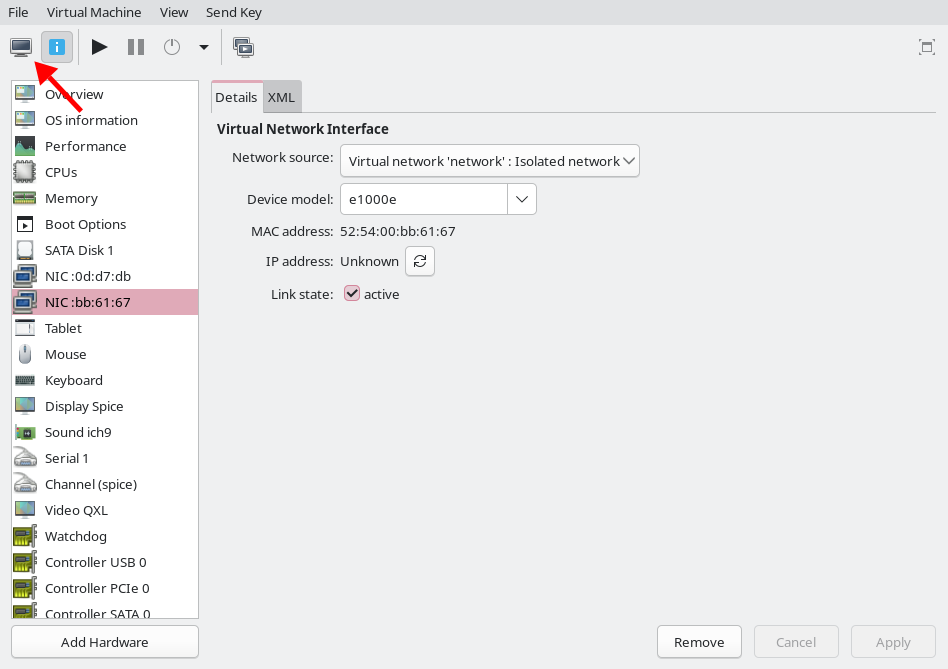 File Virtual Machine View Send Key
Overview
OS information
Performance
CPUs
Memory
Boot Options
SATA Disk 1
NIC :0d:d7:db
NIC :bb:61:67
Tablet
Mouse
Keyboard
Display Spice
Sound ich9
Serial 1
Channel (spice)
Video QXL
Watchdog
Controller USB 0
Controller PCIe 0
Controller SATA 0
Add Hardware
Details XML
Virtual Network Interface
Network source: Virtual network 'network' : Isolated network
Device model: e1000e
MAC address: 52:54:00:bb:61:67
IP address: Unknown
Link state: active
Remove Cancel Apply